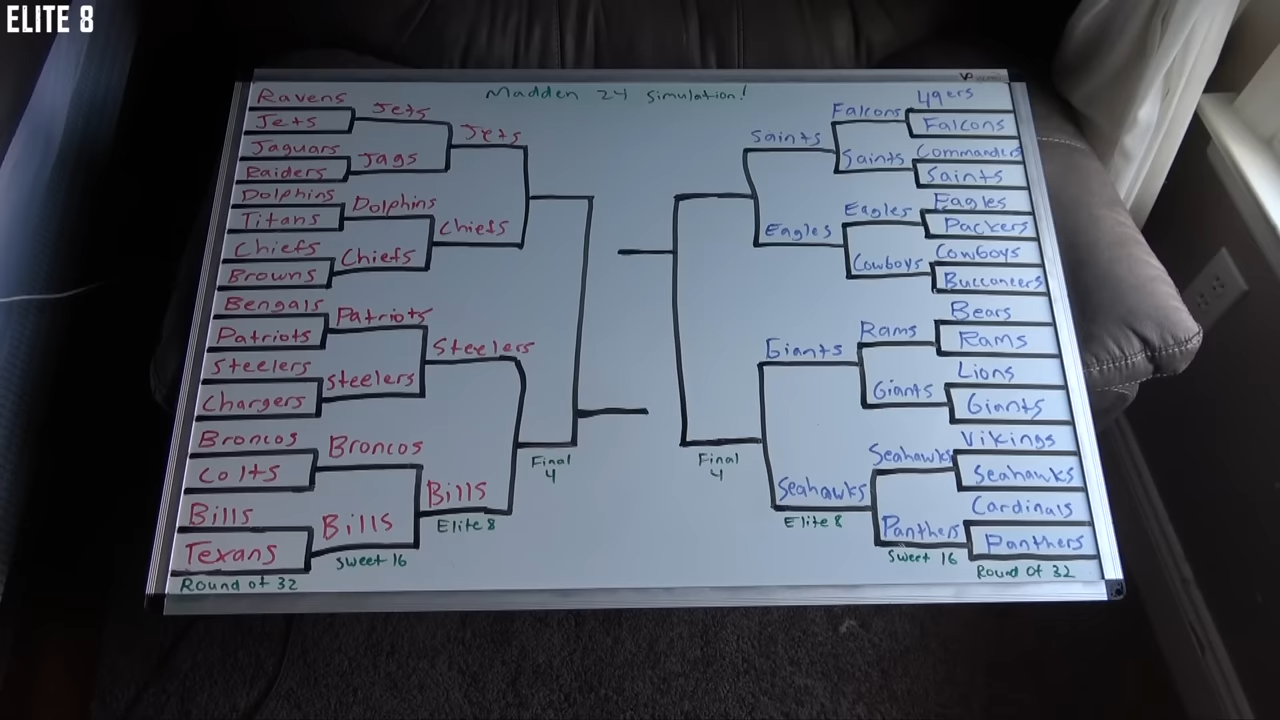 ELITE 8
Madden 24 simulation!
Ravens
Jets
Jaguars
Raiders
Dolphins
Titans
Chiefs
Browns
Bengals
Patriots
Steelers
Chargers
Broncos
Colts
Bills
Texans
Round of 32
Jets
Jags
Dolphins
Chiefs
Patriots
Steelers
Broncos
Bills
Sweet 16
Jets
Chiefs
Steelers
Bills
Elite 8
Final
4
Final
4
Saints
Eagles
Giants
Seahawks
Elite 8
Falcons
Saints
Eagles
Cowboys
Rams
Giants
Seahawks
Panthers
Sweet 16
49ers
Falcons
Commanders
Saints
Eagles
Packers
Cowboys
Buccaneers
Bears
Rams
Lions
Giants
Vikings
Seahawks
Cardinals
Panthers
Round of 32